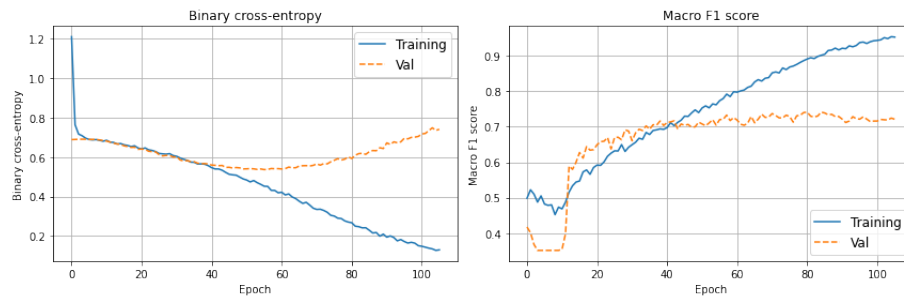 Binary cross-entropy
1.2
1.0
0.8
0.6
0.4
0.2
Binary cross-entropy
0
20
40
60
80
100
Epoch
Training
Val
Macro F1 score
0.9
0.8
0.7
0.6
0.5
0.4
Macro F1 score
0
20
40
60
80
100
Epoch
Training
Val